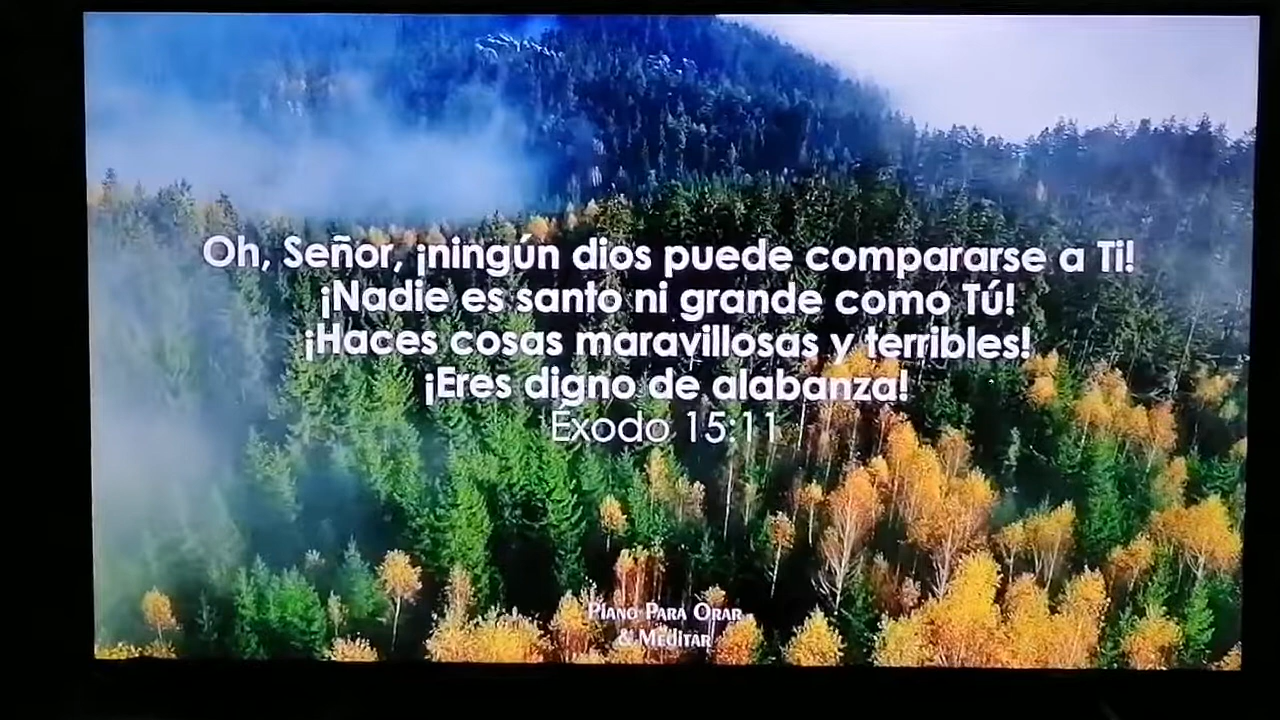 Oh, Señor, ¡ningún dios puede compararse a Ti!
¡Nadie es santo ni grande como Tú!
¡Haces cosas maravillosas y terribles!
¡Eres digno de alabanza!
Éxodo 15:11
Piano Para Orar
& Meditar